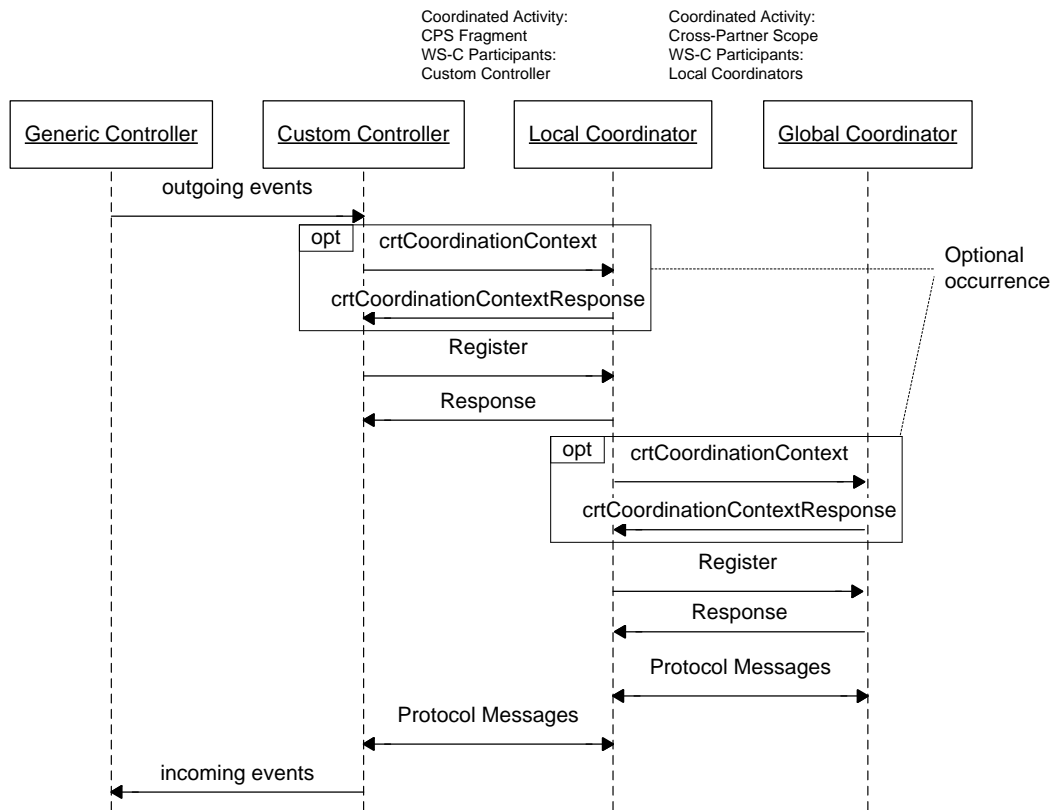 Coordinated Activity:
CPS Fragment
WS-C Participants:
Custom Controller
Coordinated Activity:
Cross-Partner Scope
WS-C Participants:
Local Coordinators
Generic Controller
Custom Controller
Local Coordinator
Global Coordinator
outgoing events
opt
crtCoordinationContext
crtCoordinationContextResponse
Optional
occurrence
Register
Response
opt
crtCoordinationContext
crtCoordinationContextResponse
Register
Response
Protocol Messages
Protocol Messages
incoming events